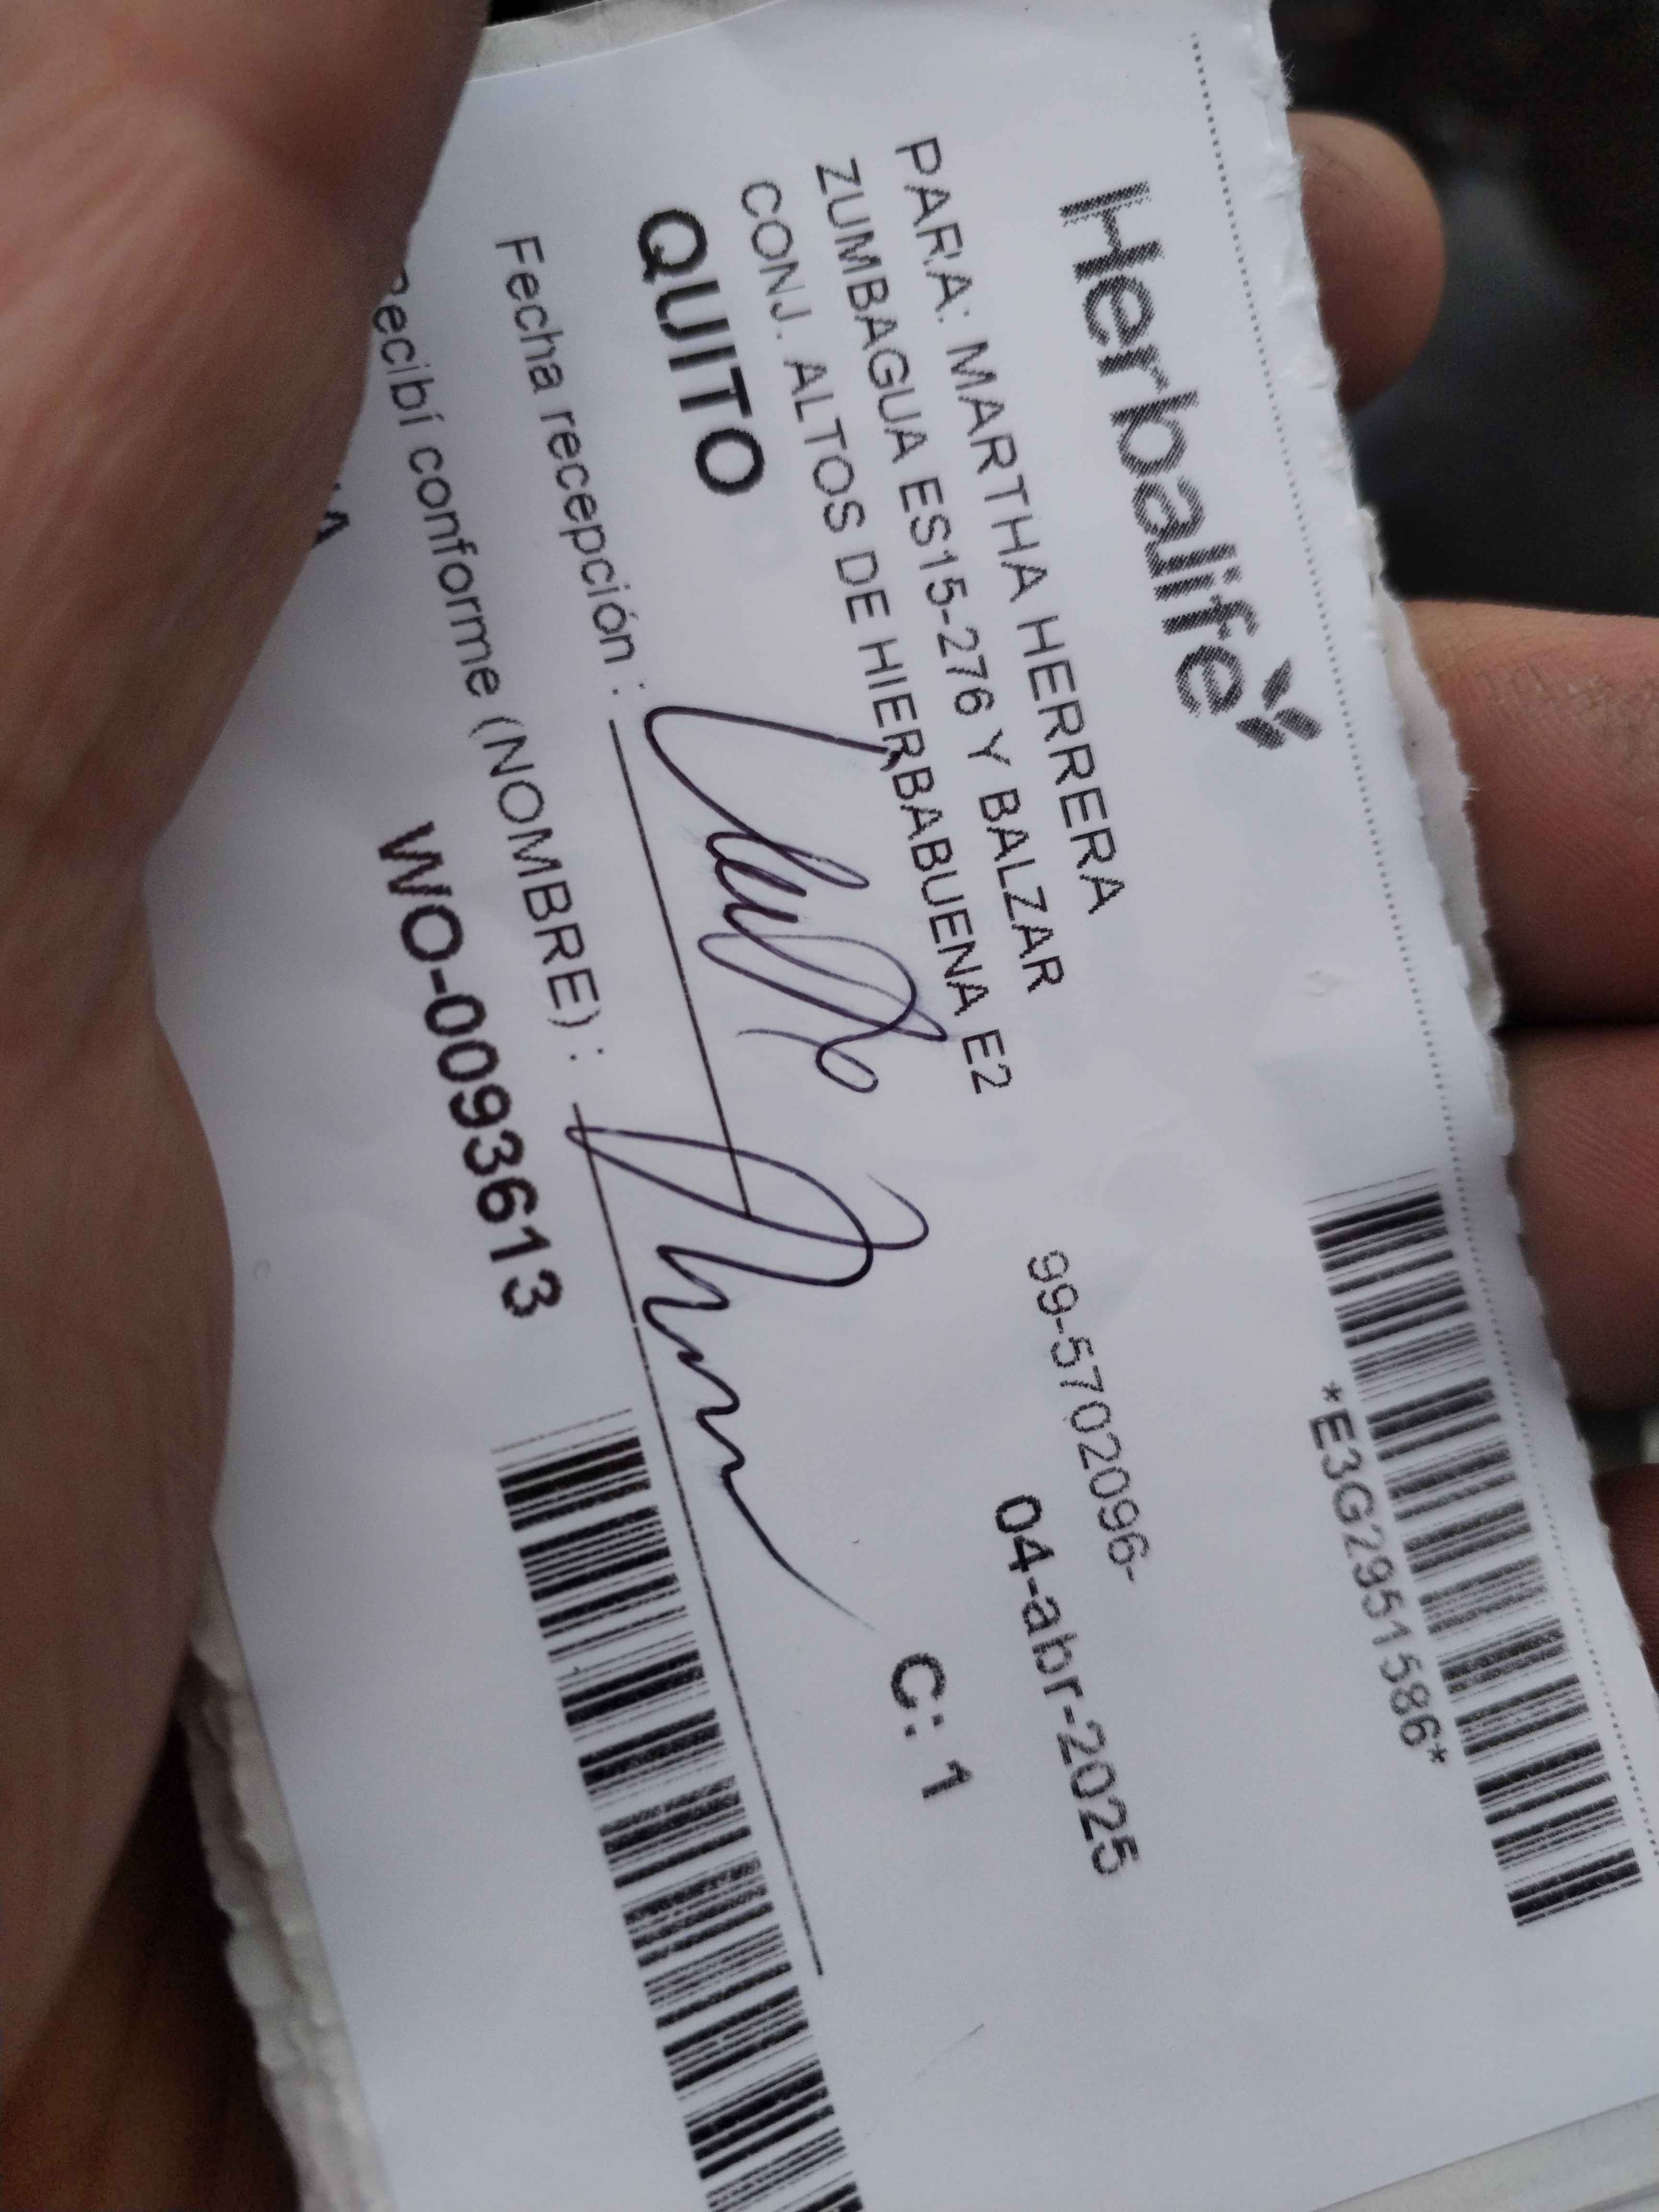 Herbalife
*E3G2951586*
PARA: MARTHA HERRERA
ZUMBAGUA ES15-276 Y BALZAR
99-5702096-
CONJ. ALTOS DE HIERBABUENA E2
04-abr-2025
QUITO
C: 1
Fecha recepción :
Recibí conforme (NOMBRE) :
WO-0093613